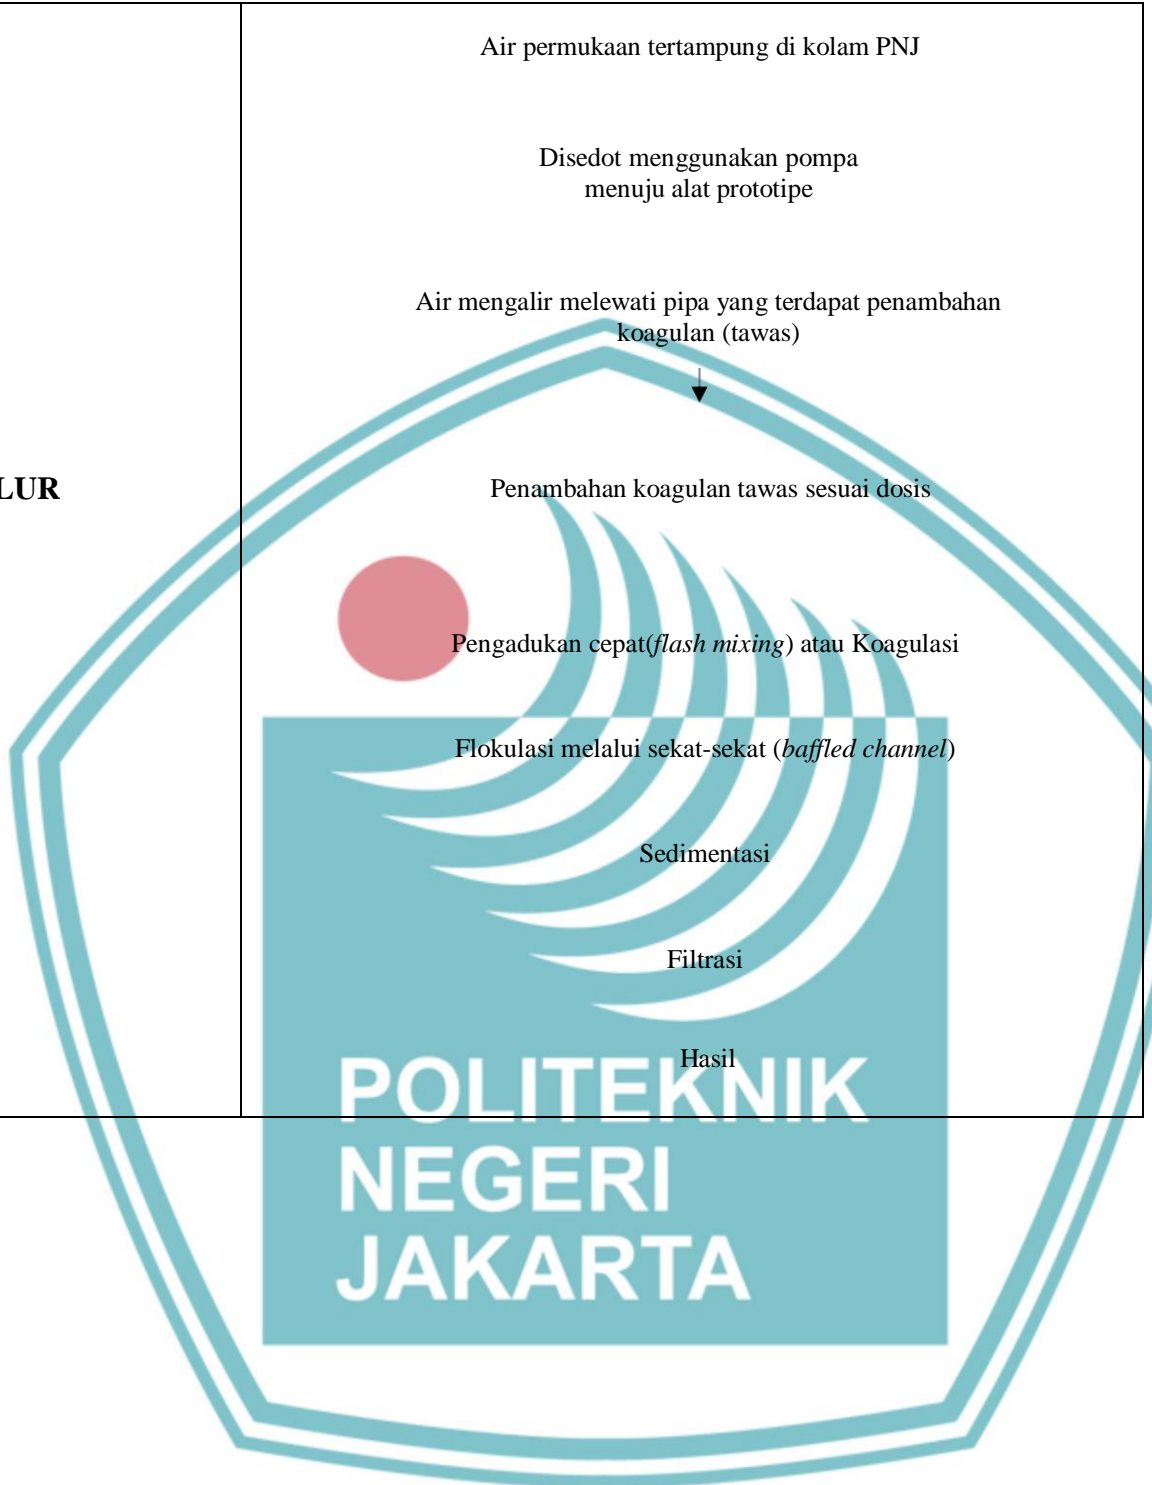 Air permukaan tertampung di kolam PNJ
Disedot menggunakan pompa
menuju alat prototipe
Air mengalir melewati pipa yang terdapat penambahan
koagulan (tawas)
LUR
Penambahan koagulan tawas sesuai dosis
Pengadukan cepat(flash mixing) atau Koagulasi
Flokulasi melalui sekat-sekat (baffled channel)
Sedimentasi
Filtrasi
Hasil
POLITEKNIK
NEGERI
JAKARTA